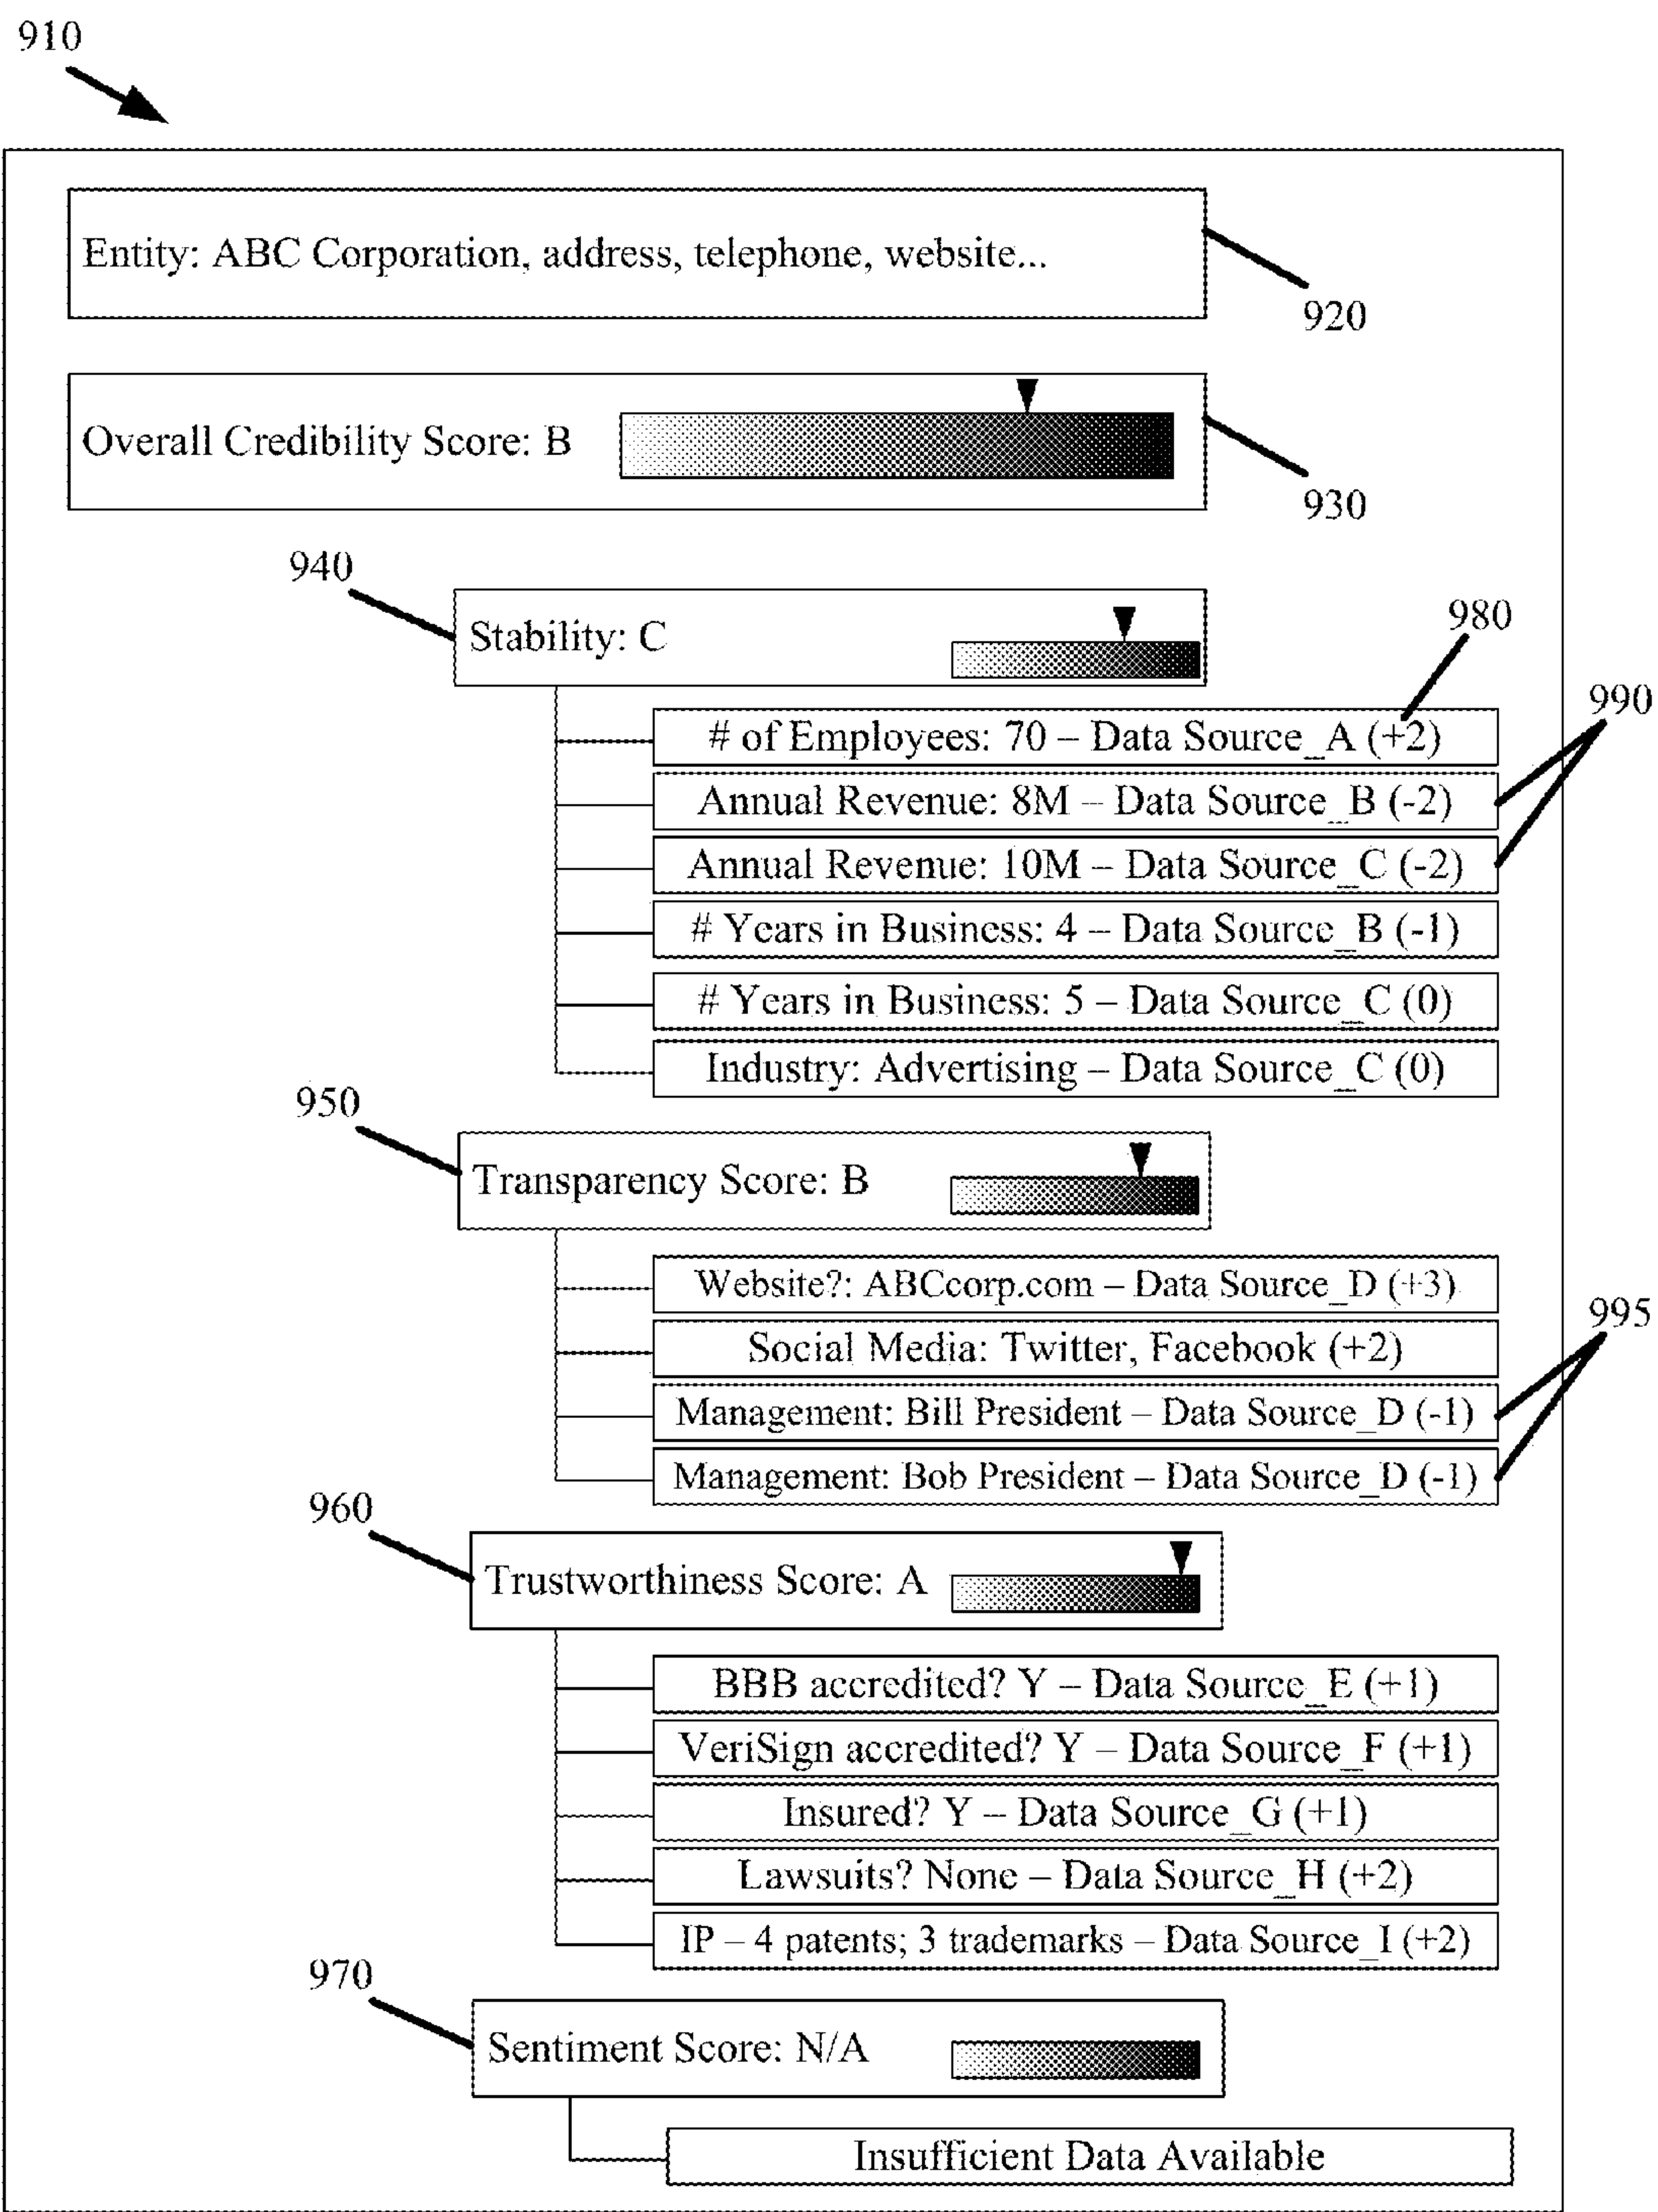 910
Entity: ABC Corporation, address, telephone, website...
920
Overall Credibility Score: B
930
940
Stability: C
980
990
# of Employees: 70 – Data Source_A (+2)
Annual Revenue: 8M – Data Source_B (-2)
Annual Revenue: 10M – Data Source_C (-2)
# Years in Business: 4 – Data Source_B (-1)
# Years in Business: 5 – Data Source_C (0)
Industry: Advertising – Data Source_C (0)
950
Transparency Score: B
Website?: ABCcorp.com – Data Source_D (+3)
995
Social Media: Twitter, Facebook (+2)
Management: Bill President – Data Source_D (-1)
Management: Bob President – Data Source_D (-1)
960
Trustworthiness Score: A
BBB accredited? Y – Data Source_E (+1)
VeriSign accredited? Y – Data Source_F (+1)
Insured? Y – Data Source_G (+1)
Lawsuits? None – Data Source_H (+2)
IP – 4 patents; 3 trademarks – Data Source_I (+2)
970
Sentiment Score: N/A
Insufficient Data Available